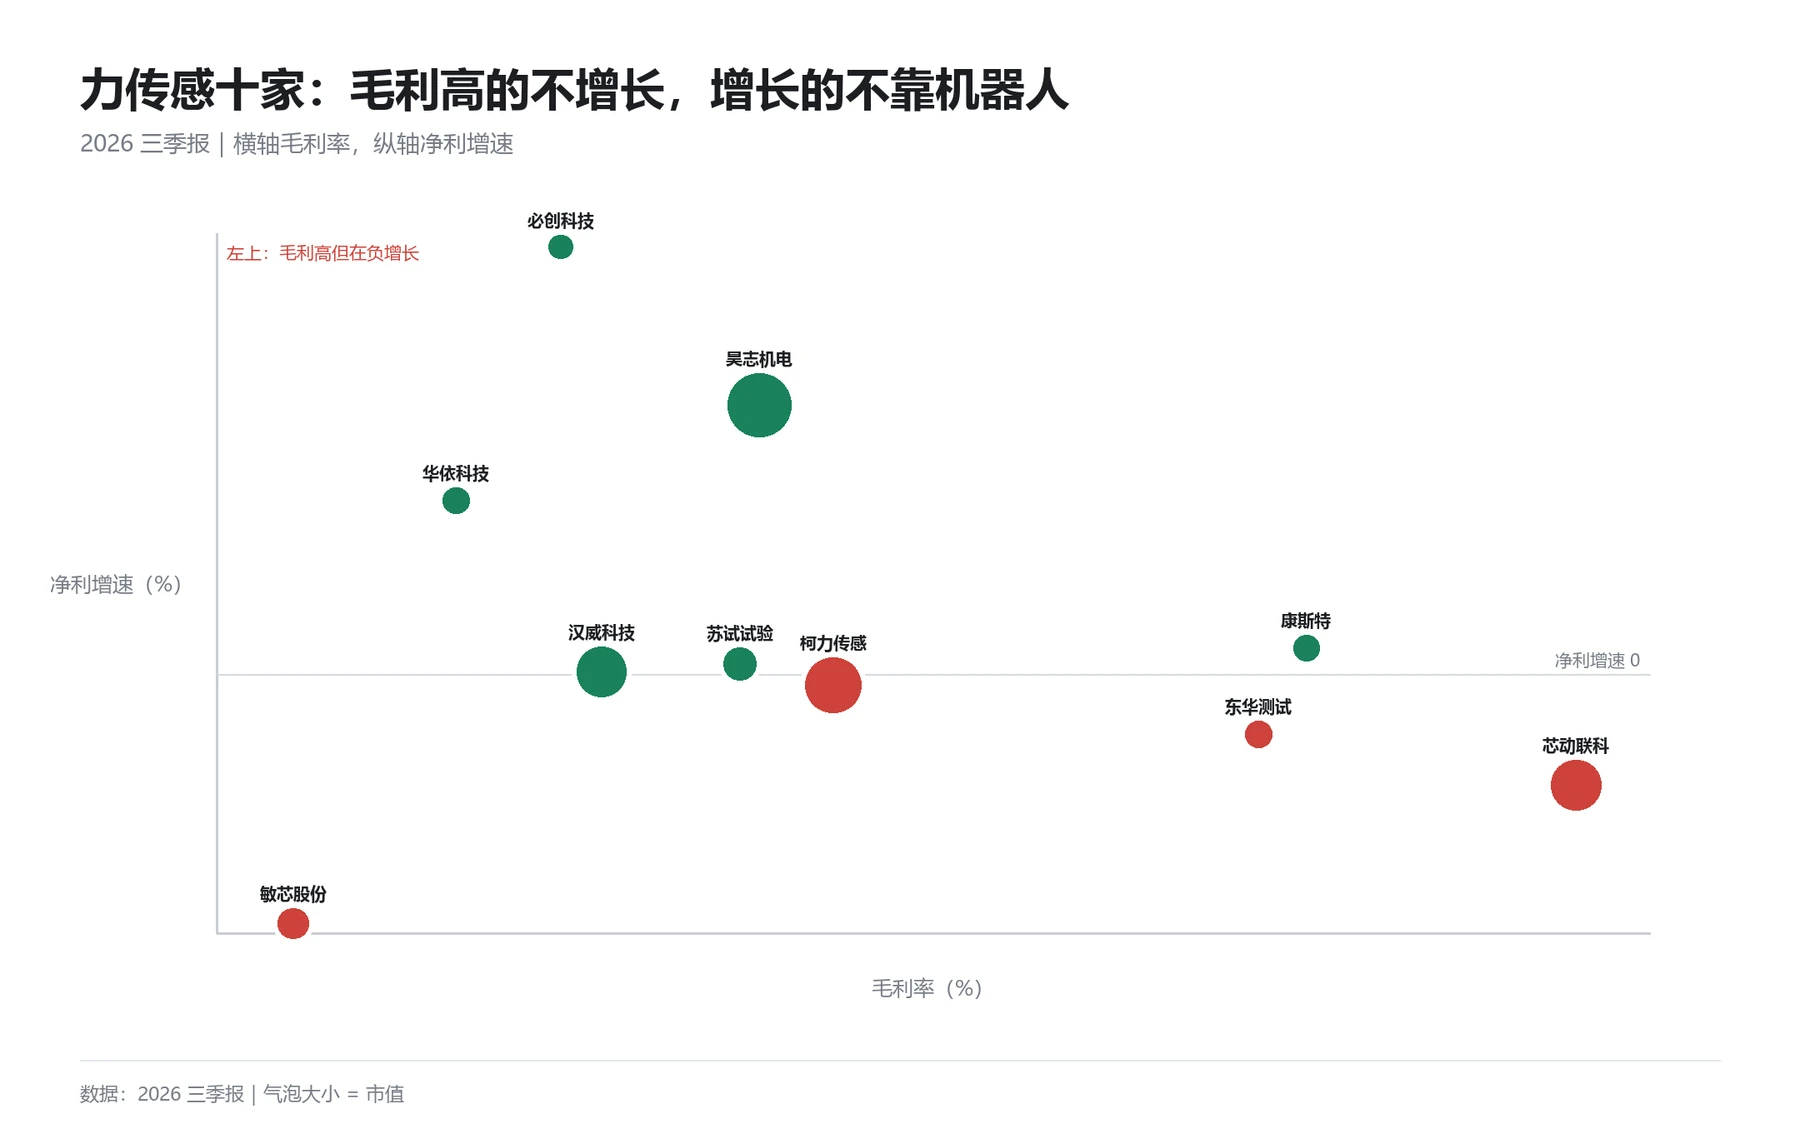 力传感十家：毛利高的不增长，增长的不靠机器人
2026 三季报 | 横轴毛利率，纵轴净利增速
必创科技
左上：毛利高但在负增长
昊志机电
华依科技
净利增速（%）
汉威科技
苏试试验
柯力传感
康斯特
净利增速 0
东华测试
芯动联科
敏芯股份
毛利率（%）
数据：2026 三季报 | 气泡大小 = 市值